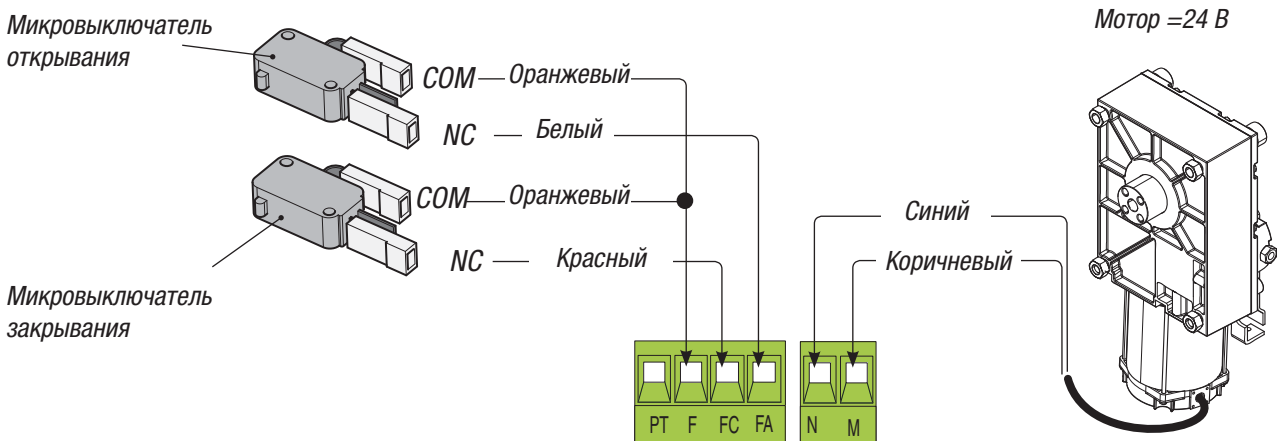 Микровыключатель
открывания
Мотор =24 В
COM
Оранжевый
NC
Белый
COM
Оранжевый
NC
Красный
Микровыключатель
закрывания
Синий
Коричневый
PT F FC FA
N M